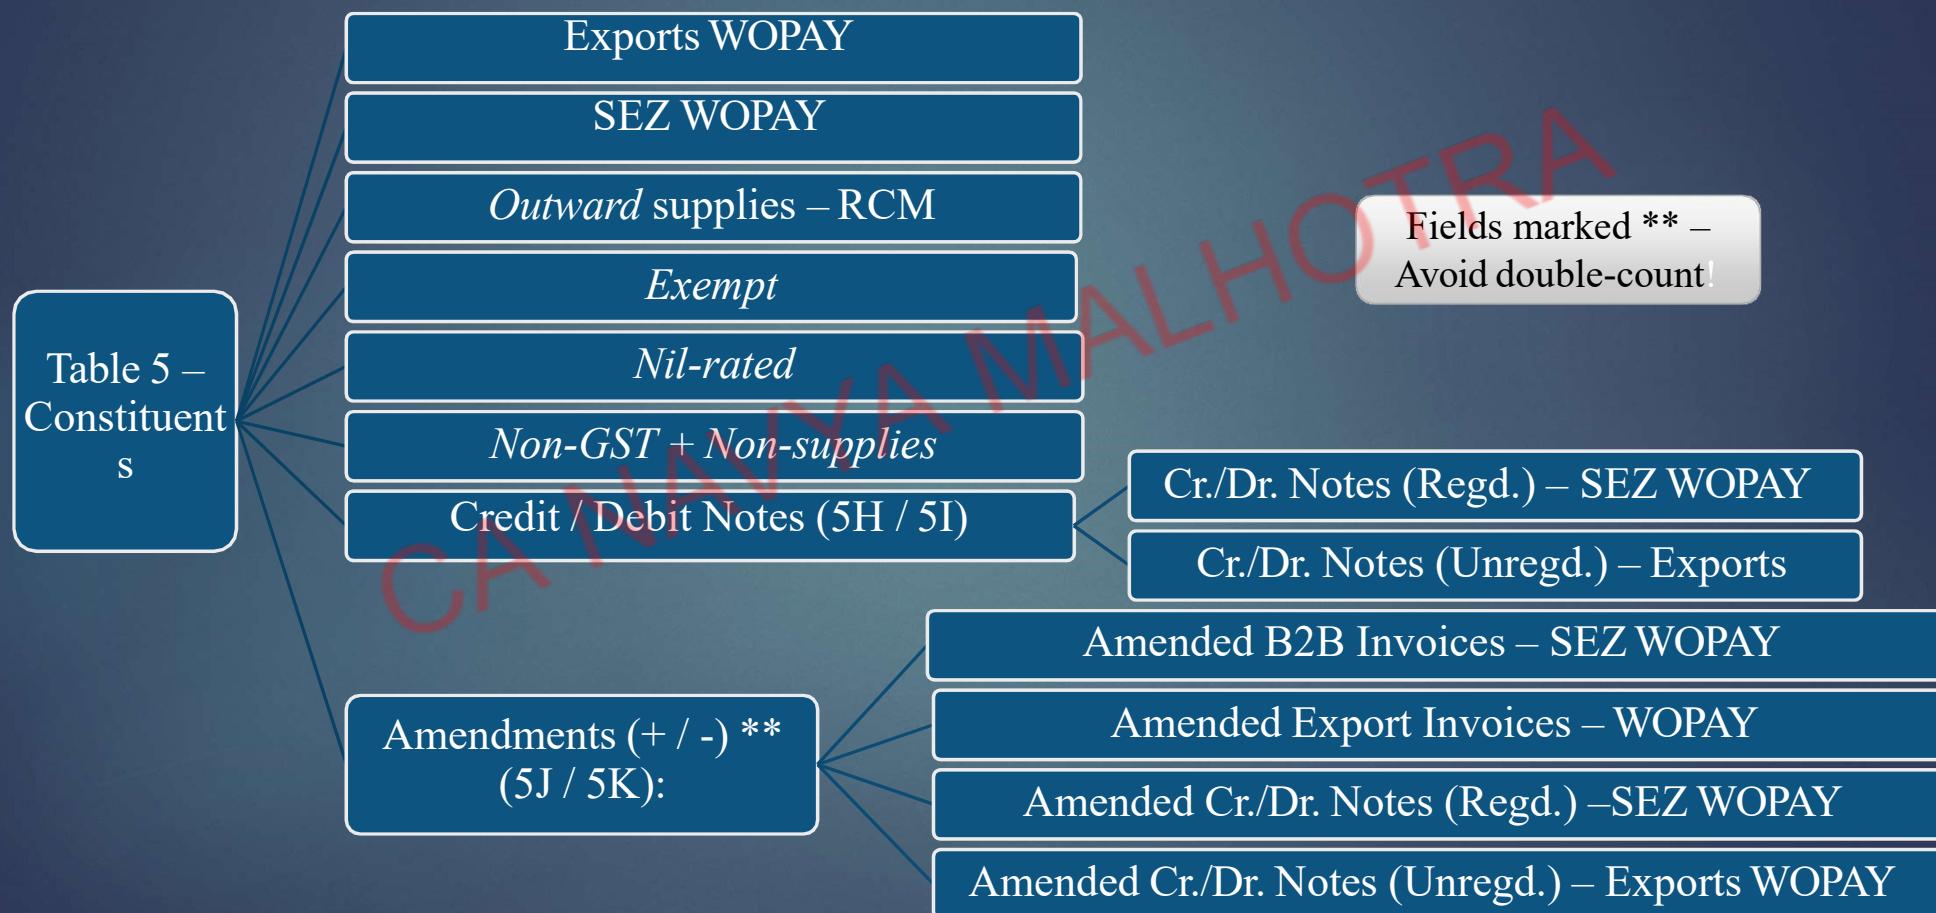 Exports WOPAY
SEZ WOPAY
Outward supplies – RCM
Exempt
Nil-rated
Non-GST + Non-supplies
Credit / Debit Notes (5H / 5I)
Table 5 –
Constituent
s
Fields marked ** –
Avoid double-count!
Cr./Dr. Notes (Regd.) – SEZ WOPAY
Cr./Dr. Notes (Unregd.) – Exports
Amendments (+ / -) **
(5J / 5K):
Amended B2B Invoices – SEZ WOPAY
Amended Export Invoices – WOPAY
Amended Cr./Dr. Notes (Regd.) –SEZ WOPAY
Amended Cr./Dr. Notes (Unregd.) – Exports WOPAY
CA NAVYA MALHOTRA